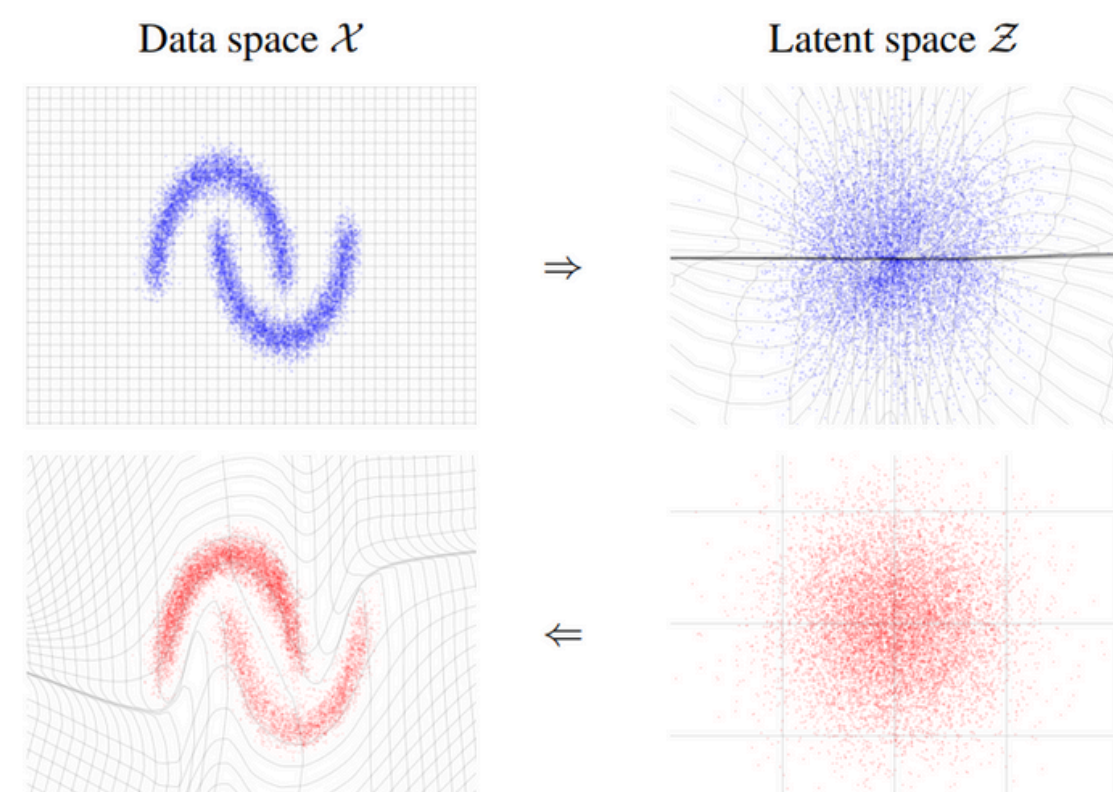 Data space 𝒳
Latent space 𝒵
⇒
⇐